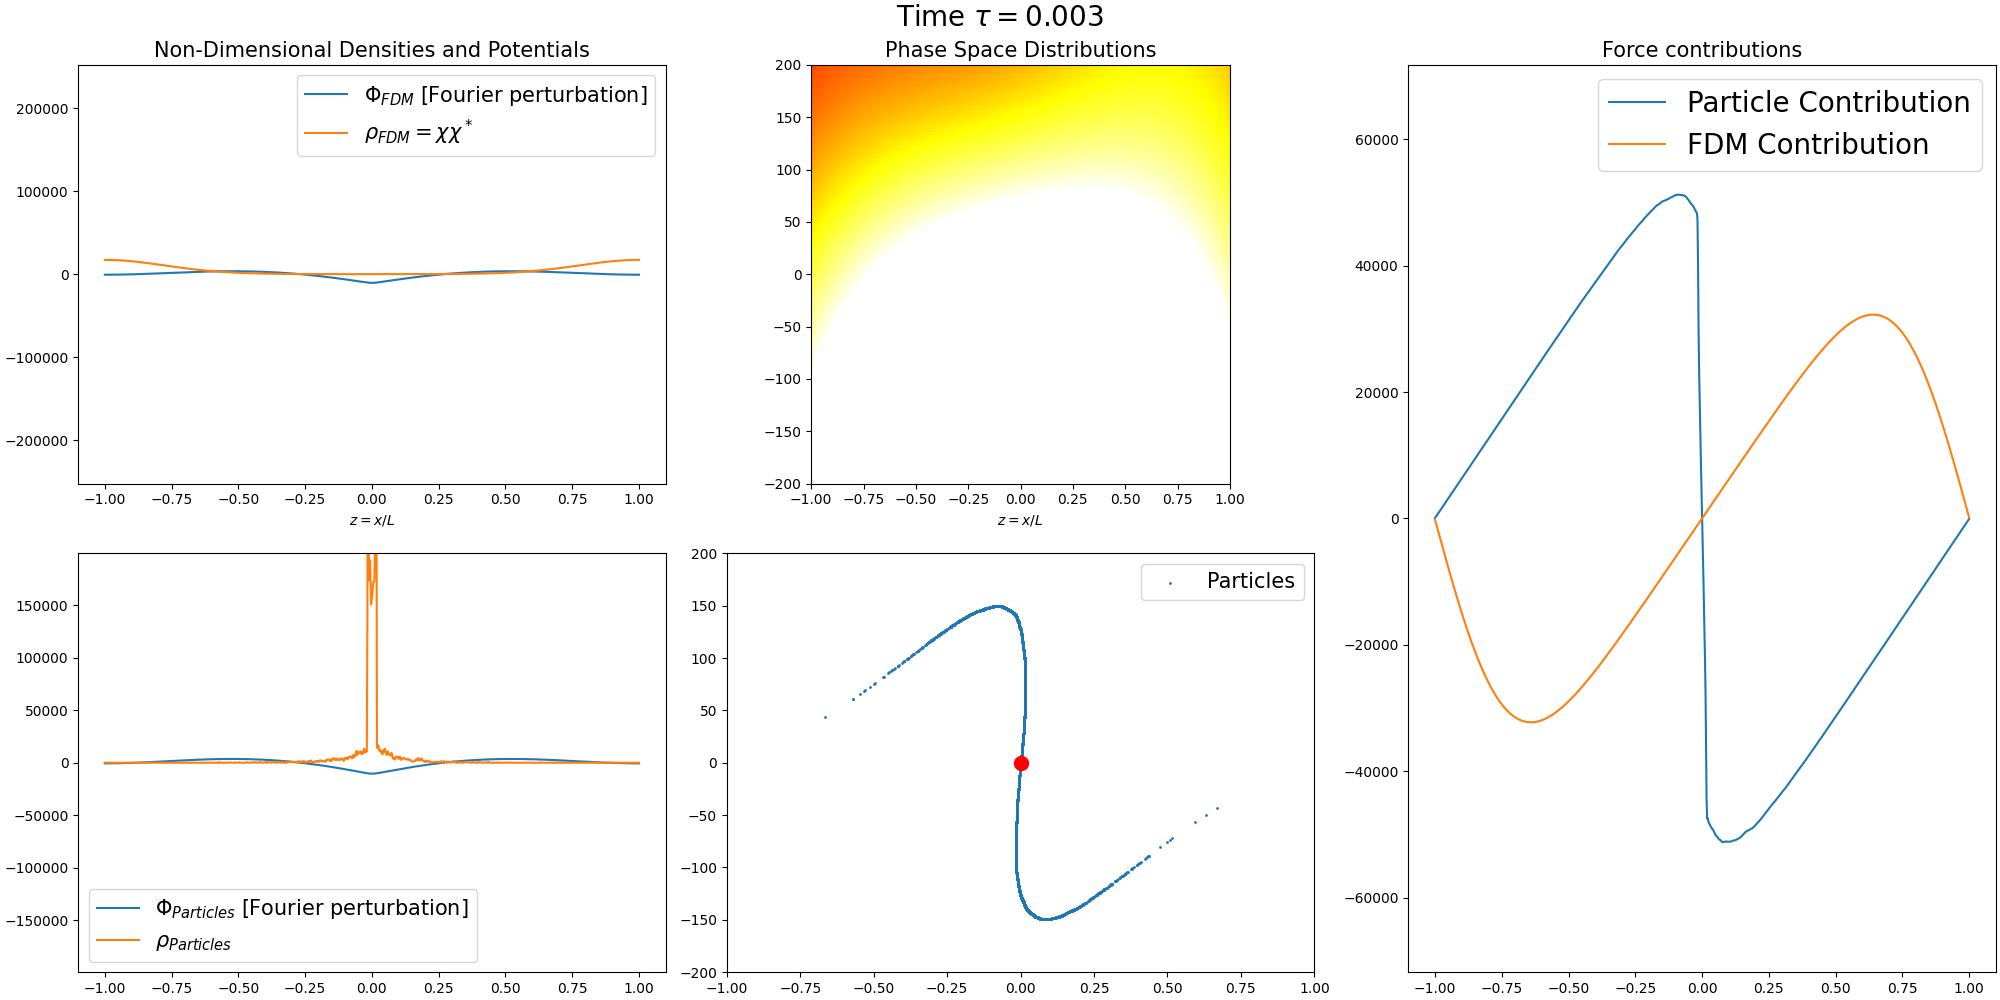 Time τ = 0.003
Non-Dimensional Densities and Potentials
Φ_FDM [Fourier perturbation]
ρ_FDM = χχ*
200000
100000
0
−100000
−200000
−1.00 −0.75 −0.50 −0.25 0.00 0.25 0.50 0.75 1.00
z = x/L
Phase Space Distributions
200
150
100
50
0
−50
−100
−150
−200
−1.00 −0.75 −0.50 −0.25 0.00 0.25 0.50 0.75 1.00
z = x/L
Force contributions
Particle Contribution
FDM Contribution
60000
40000
20000
0
−20000
−40000
−60000
−1.00 −0.75 −0.50 −0.25 0.00 0.25 0.50 0.75 1.00
150000
100000
50000
0
−50000
−100000
−150000
Φ_Particles [Fourier perturbation]
ρ_Particles
−1.00 −0.75 −0.50 −0.25 0.00 0.25 0.50 0.75 1.00
Particles
200
150
100
50
0
−50
−100
−150
−200
−1.00 −0.75 −0.50 −0.25 0.00 0.25 0.50 0.75 1.00